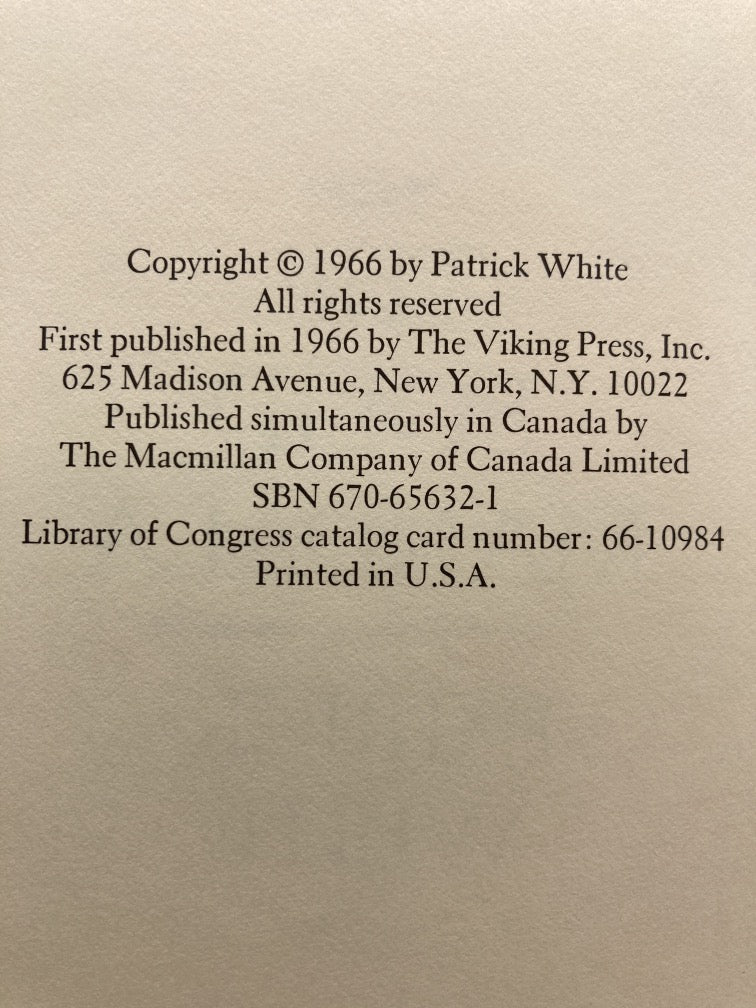 Copyright © 1966 by Patrick White
All rights reserved
First published in 1966 by The Viking Press, Inc.
625 Madison Avenue, New York, N.Y. 10022
Published simultaneously in Canada by
The Macmillan Company of Canada Limited
SBN 670-65632-1
Library of Congress catalog card number: 66-10984
Printed in U.S.A.